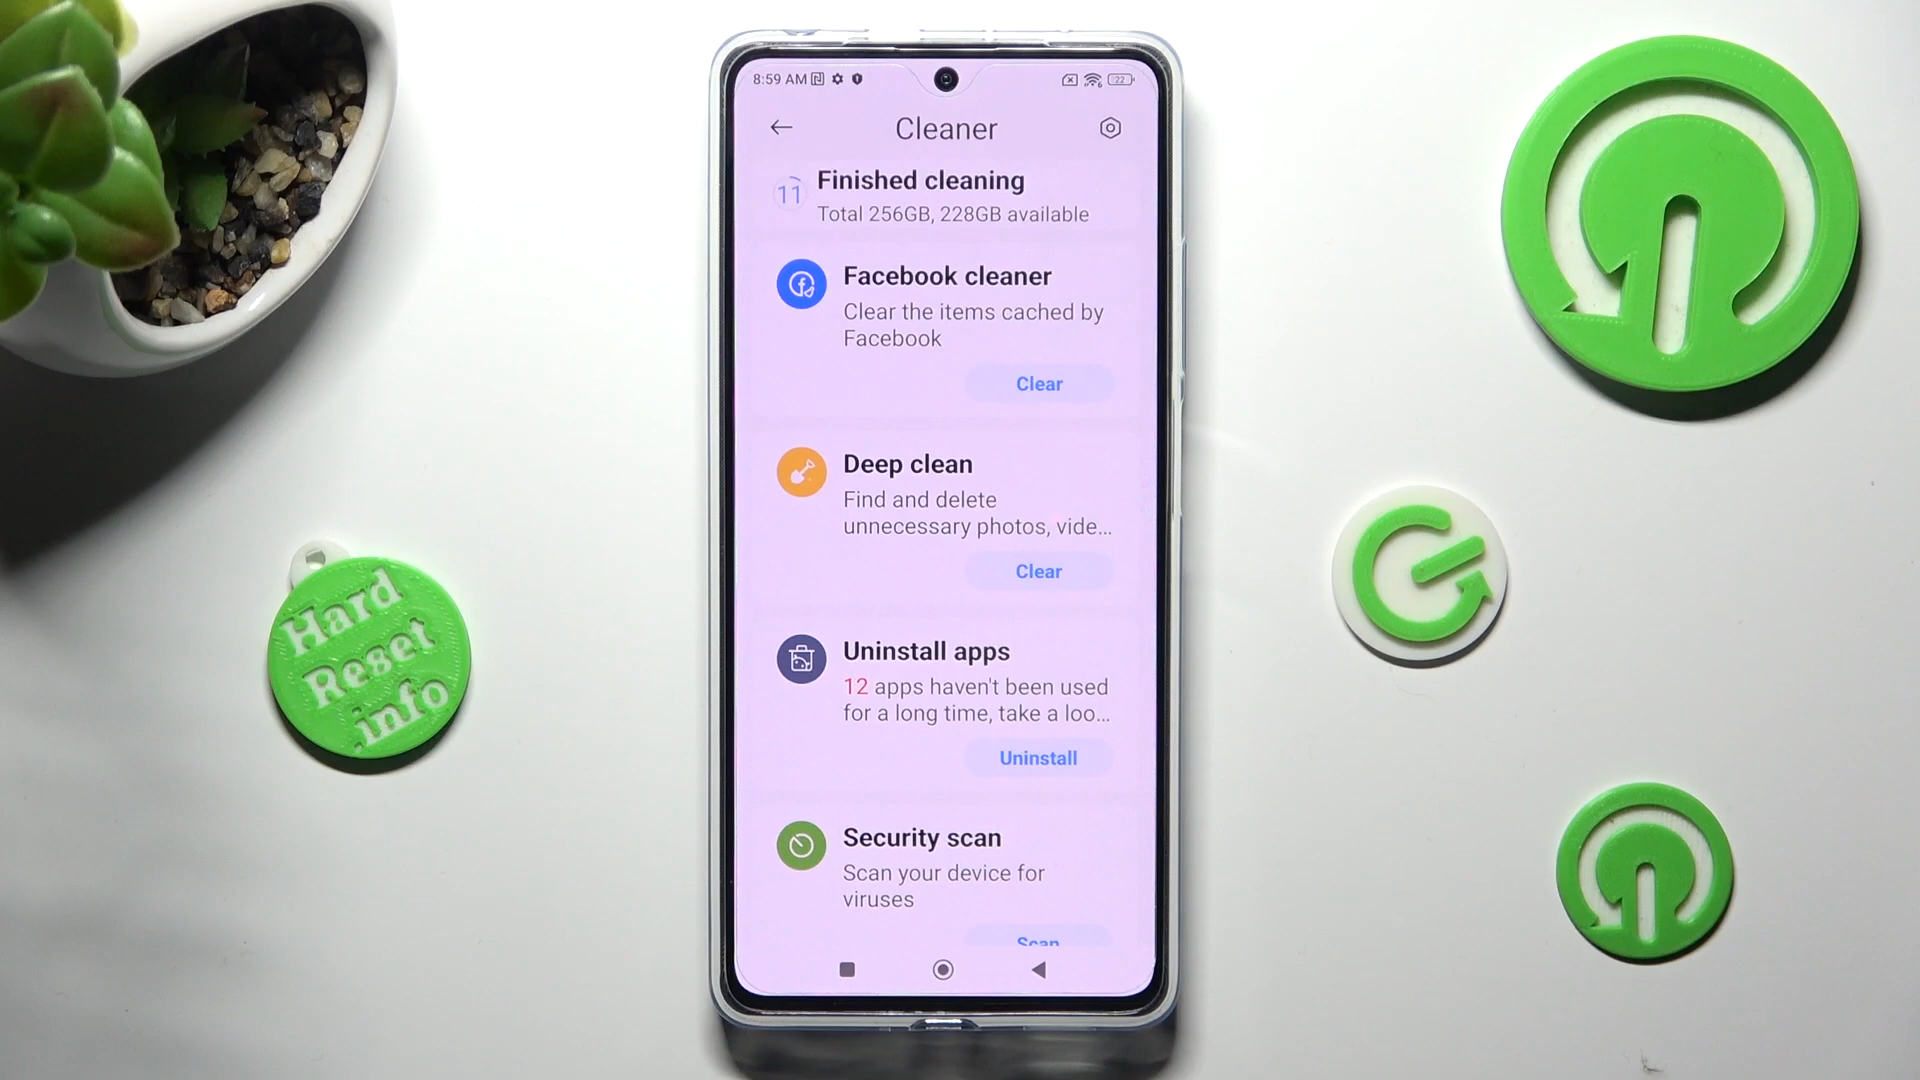 8:59 AM
22
Cleaner
11
Finished cleaning
Total 256GB, 228GB available
Facebook cleaner
Clear the items cached by
Facebook
Clear
Deep clean
Find and delete
unnecessary photos, vide...
Clear
Uninstall apps
12 apps haven't been used
for a long time, take a loo...
Uninstall
Security scan
Scan your device for
viruses
Scan
Hard
Reset
.info